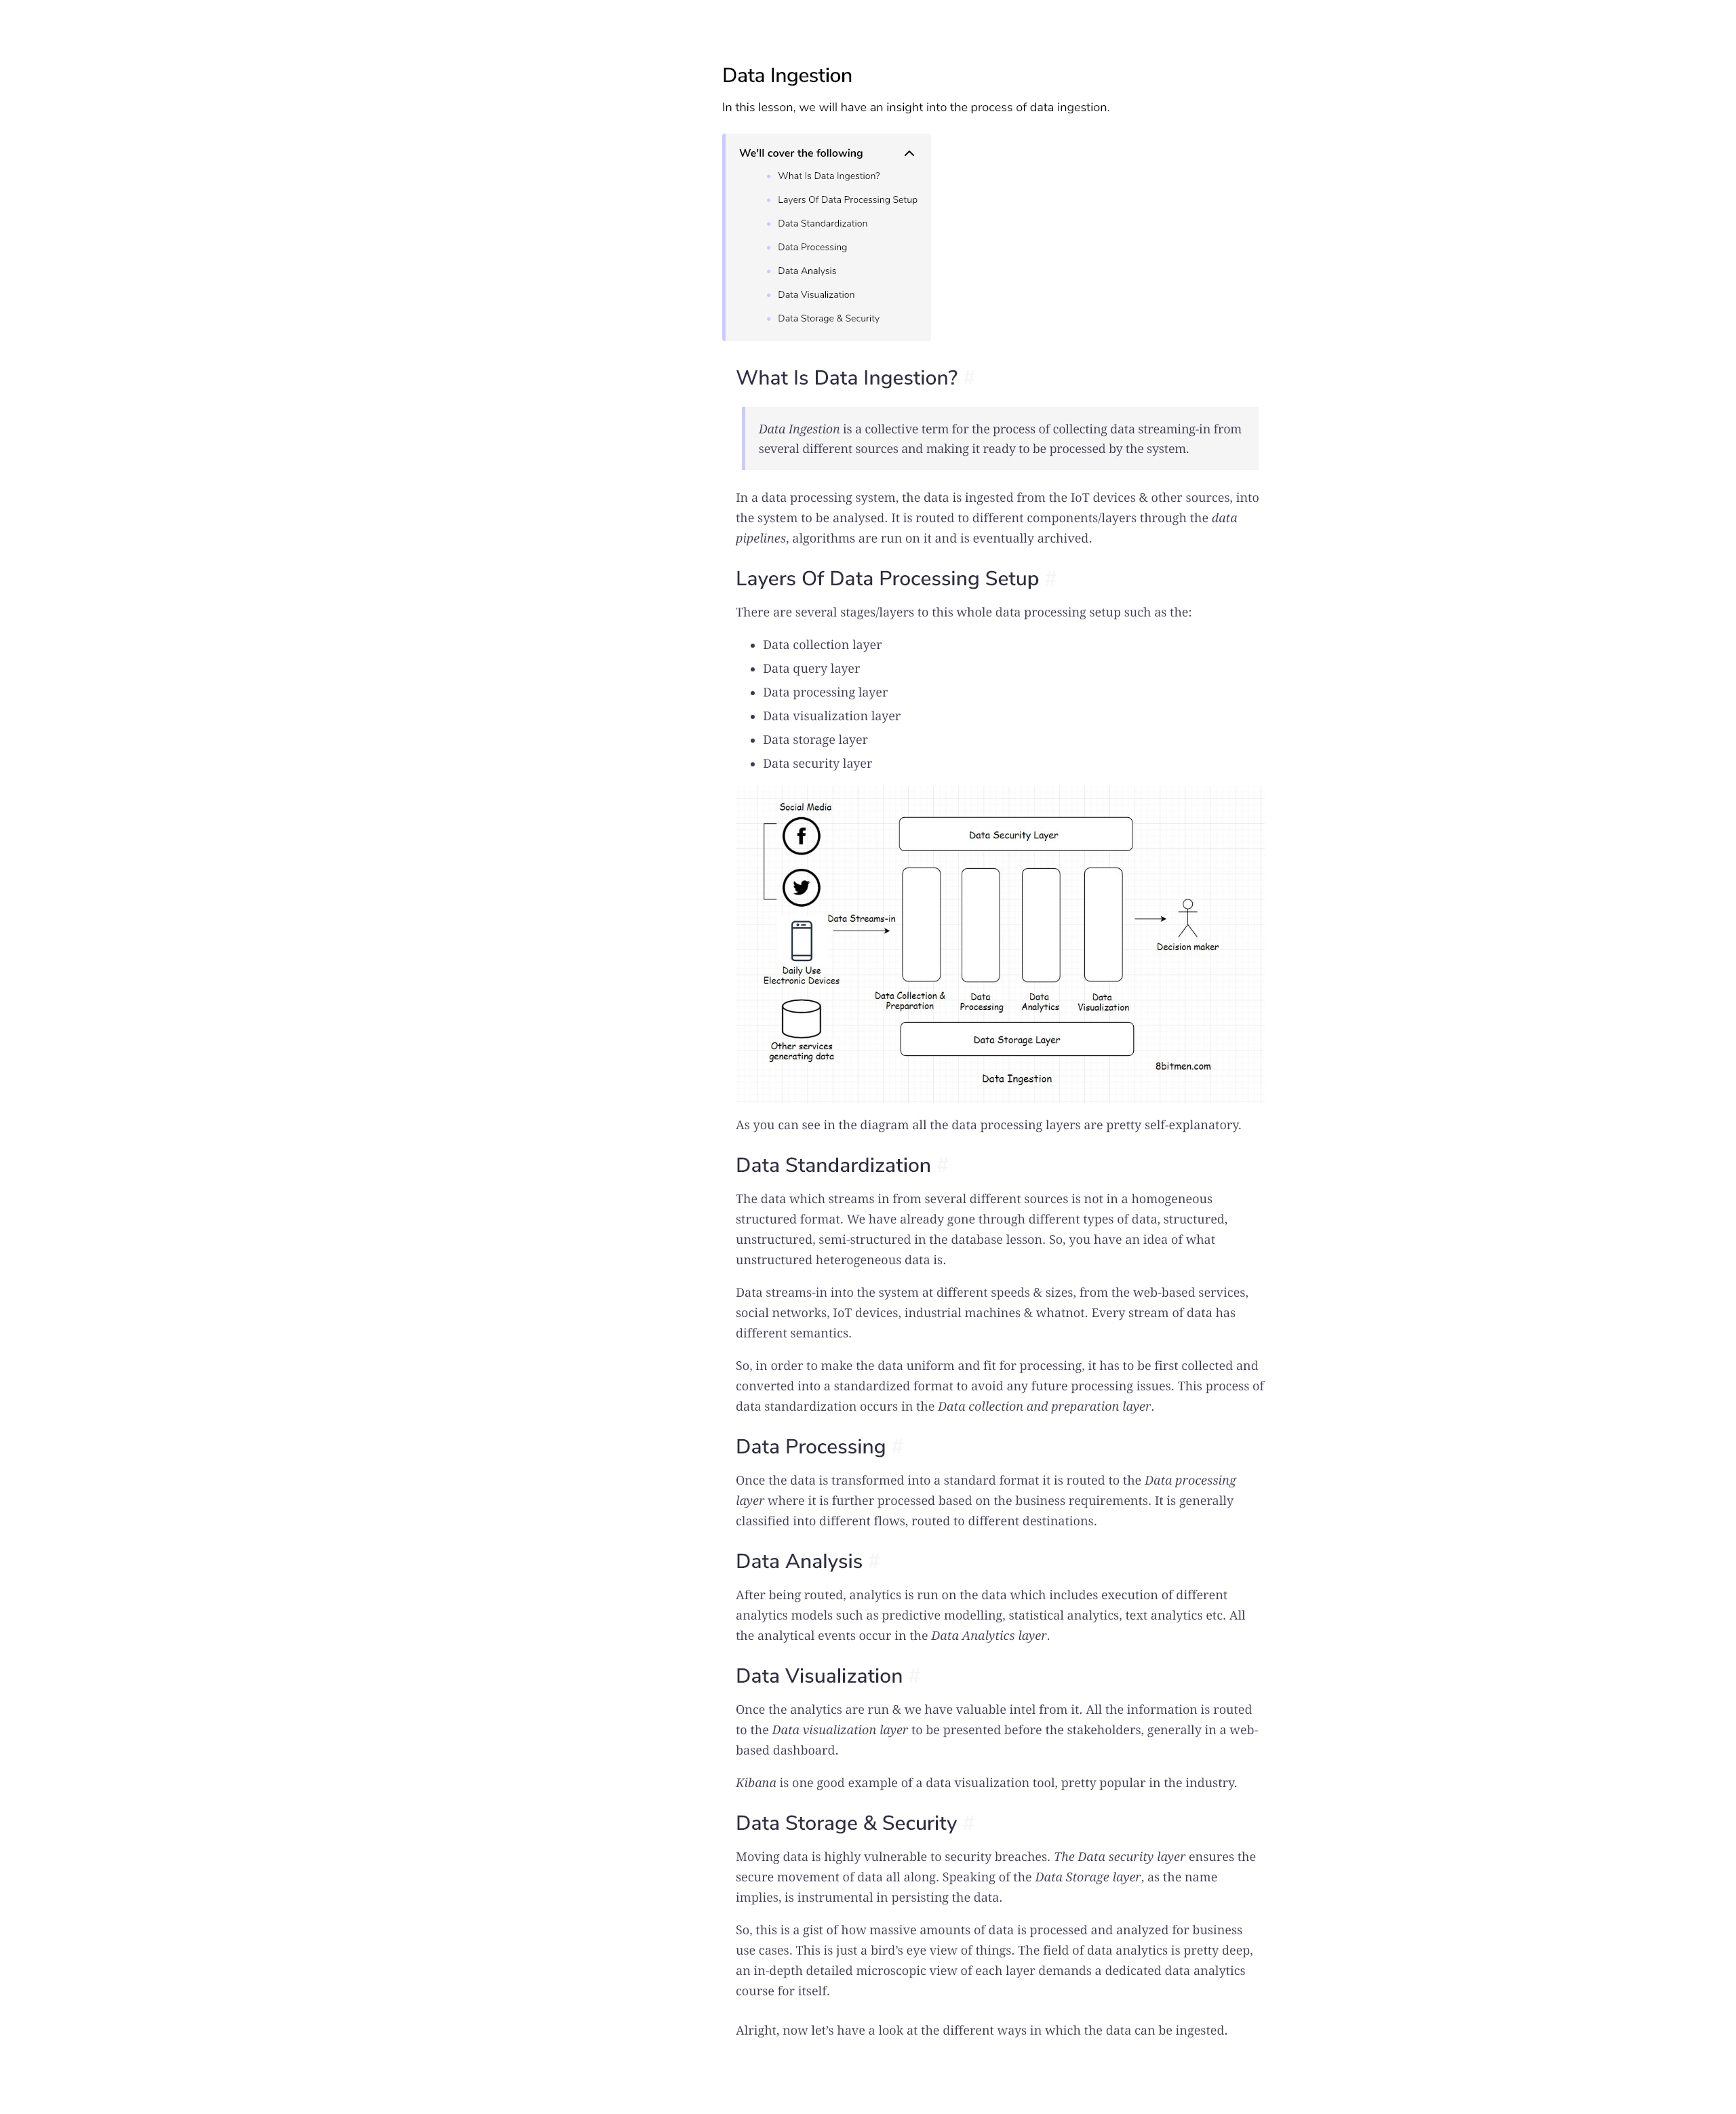 Data Ingestion
In this lesson, we will have an insight into the process of data ingestion.
We'll cover the following
What Is Data Ingestion?
Layers Of Data Processing Setup
Data Standardization
Data Processing
Data Analysis
Data Visualization
Data Storage & Security
What Is Data Ingestion? #
Data Ingestion is a collective term for the process of collecting data streaming-in from
several different sources and making it ready to be processed by the system.
In a data processing system, the data is ingested from the IoT devices & other sources, into
the system to be analysed. It is routed to different components/layers through the data
pipelines, algorithms are run on it and is eventually archived.
Layers Of Data Processing Setup #
There are several stages/layers to this whole data processing setup such as the:
• Data collection layer
• Data query layer
• Data processing layer
• Data visualization layer
• Data storage layer
• Data security layer
Social Media
Data Security Layer
Data Streams-in
Decision maker
Daily Use
Electronic Devices
Data Collection &
Preparation
Data
Processing
Data
Analytics
Data
Visualization
Data Storage Layer
Other services
generating data
8bitmen.com
Data Ingestion
As you can see in the diagram all the data processing layers are pretty self-explanatory.
Data Standardization #
The data which streams in from several different sources is not in a homogeneous
structured format. We have already gone through different types of data, structured,
unstructured, semi-structured in the database lesson. So, you have an idea of what
unstructured heterogeneous data is.
Data streams-in into the system at different speeds & sizes, from the web-based services,
social networks, IoT devices, industrial machines & whatnot. Every stream of data has
different semantics.
So, in order to make the data uniform and fit for processing, it has to be first collected and
converted into a standardized format to avoid any future processing issues. This process of
data standardization occurs in the Data collection and preparation layer.
Data Processing #
Once the data is transformed into a standard format it is routed to the Data processing
layer where it is further processed based on the business requirements. It is generally
classified into different flows, routed to different destinations.
Data Analysis #
After being routed, analytics is run on the data which includes execution of different
analytics models such as predictive modelling, statistical analytics, text analytics etc. All
the analytical events occur in the Data Analytics layer.
Data Visualization #
Once the analytics are run & we have valuable intel from it. All the information is routed
to the Data visualization layer to be presented before the stakeholders, generally in a web-
based dashboard.
Kibana is one good example of a data visualization tool, pretty popular in the industry.
Data Storage & Security #
Moving data is highly vulnerable to security breaches. The Data security layer ensures the
secure movement of data all along. Speaking of the Data Storage layer, as the name
implies, is instrumental in persisting the data.
So, this is a gist of how massive amounts of data is processed and analyzed for business
use cases. This is just a bird’s eye view of things. The field of data analytics is pretty deep,
an in-depth detailed microscopic view of each layer demands a dedicated data analytics
course for itself.
Alright, now let’s have a look at the different ways in which the data can be ingested.